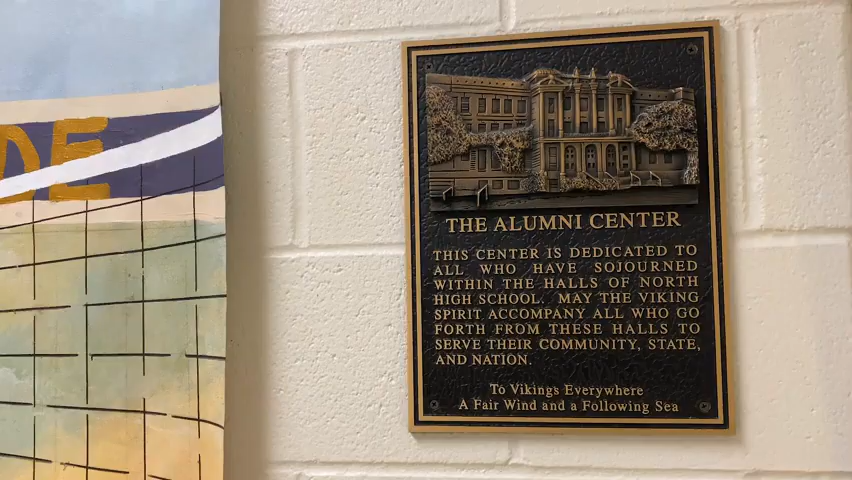 DE
THE ALUMNI CENTER
THIS CENTER IS DEDICATED TO
ALL WHO HAVE SOJOURNED
WITHIN THE HALLS OF NORTH
HIGH SCHOOL. MAY THE VIKING
SPIRIT ACCOMPANY ALL WHO GO
FORTH FROM THESE HALLS TO
SERVE THEIR COMMUNITY, STATE,
AND NATION.
To Vikings Everywhere
A Fair Wind and a Following Sea